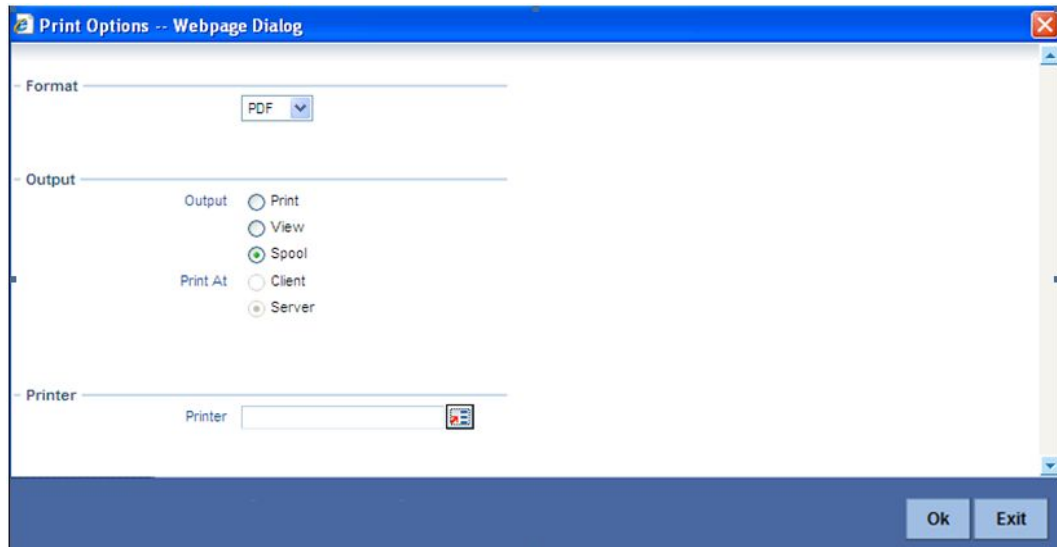 Print Options -- Webpage Dialog
Format
PDF
Output
Output Print
View
Spool
Print At Client
Server
Printer
Printer
Ok Exit